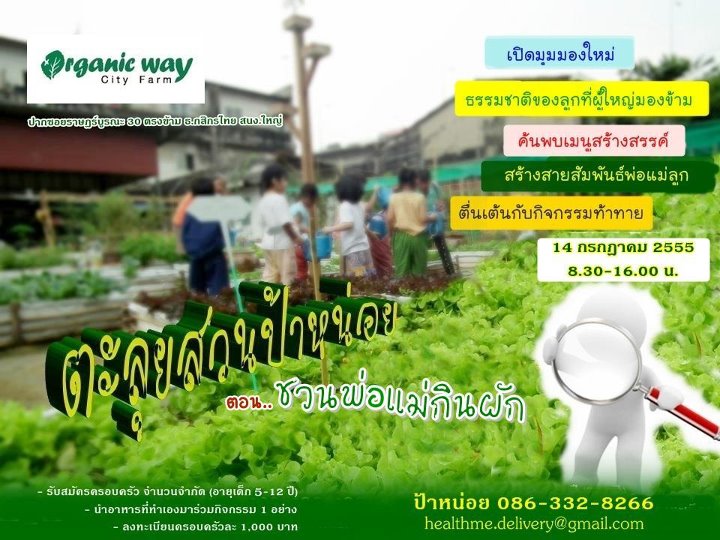 Organic way
City Farm
ปากซอยราษฎร์บูรณะ 30 ตรงข้าม ธ.กสิกรไทย สนง.ใหญ่
เปิดมุมมองใหม่
ธรรมชาติของลูกที่ผู้ใหญ่มองข้าม
ค้นพบเมนูสร้างสรรค์
สร้างสายสัมพันธ์พ่อแม่ลูก
ตื่นเต้นกับกิจกรรมท้าทาย
14 กรกฎาคม 2555
8.30-16.00 น.
ตะลุยสวนป้าหน่อย
ตอน.. ชวนพ่อแม่กินผัก
- รับสมัครครอบครัว จำนวนจำกัด (อายุเด็ก 5-12 ปี)
- นำอาหารที่ทำเองมาร่วมกิจกรรม 1 อย่าง
- ลงทะเบียนครอบครัวละ 1,000 บาท
ป้าหน่อย 086-332-8266
healthme.delivery@gmail.com